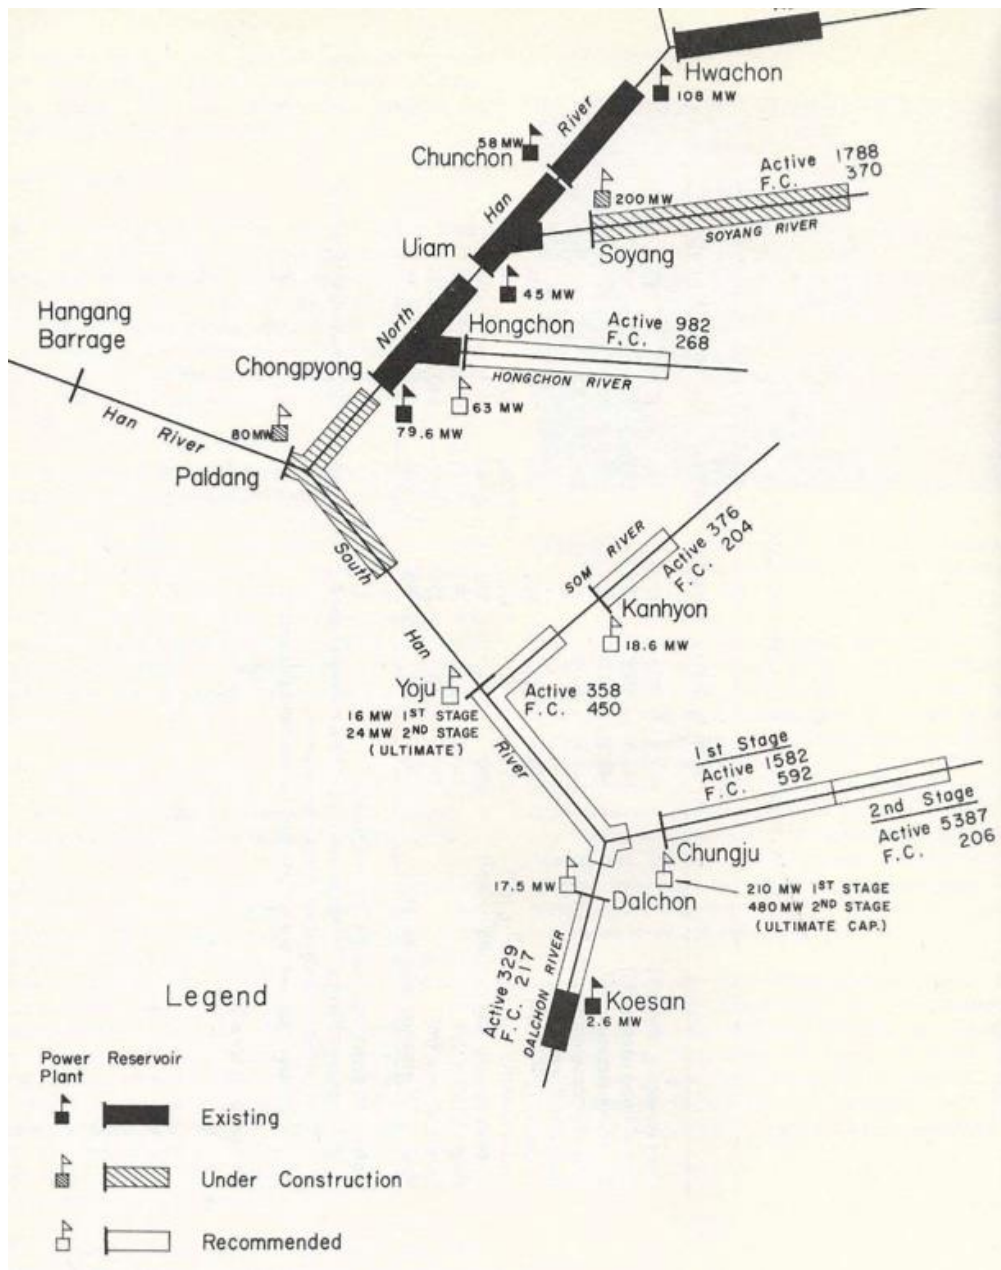 Hwachon
108 MW
River
58 MW
Chunchon
Active 1788
F.C. 370
200 MW
Han
SOYANG RIVER
Uiam
Soyang
45 MW
North
Hangang
Barrage
Hongchon
Active 982
F.C. 268
Chongpyong
HONGCHON RIVER
63 MW
79.6 MW
Han River
80 MW
Paldang
South
SOM RIVER
Active 376
F.C. 204
Kanhyon
18.6 MW
Han
Yoju
16 MW 1ST STAGE
24 MW 2ND STAGE
(ULTIMATE)
Active 358
F.C. 450
River
1st Stage
Active 1582
F.C. 592
2nd Stage
Active 5387
F.C. 206
Chungju
210 MW 1ST STAGE
480 MW 2ND STAGE
(ULTIMATE CAP.)
17.5 MW
Dalchon
Active 329
F.C. 217
DALCHON RIVER
Koesan
2.6 MW
Legend
Power Reservoir
Plant
Existing
Under Construction
Recommended